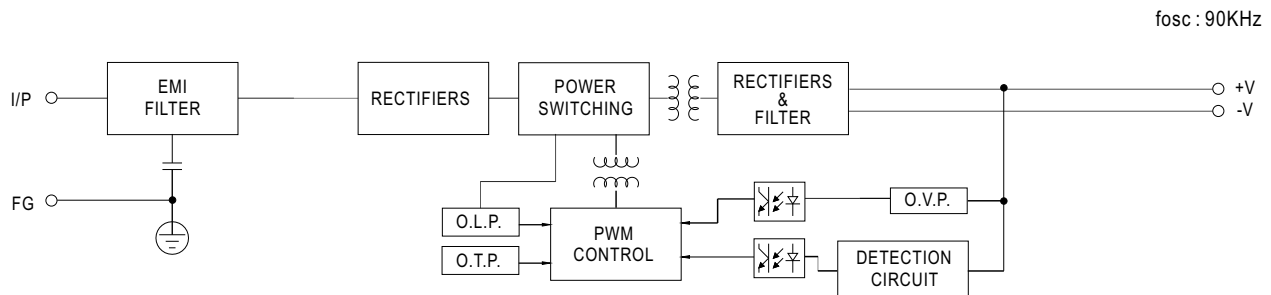 fosc : 90KHz
I/P
EMI
FILTER
RECTIFIERS
POWER
SWITCHING
RECTIFIERS
&
FILTER
+V
-V
FG
O.L.P.
O.T.P.
PWM
CONTROL
O.V.P.
DETECTION
CIRCUIT